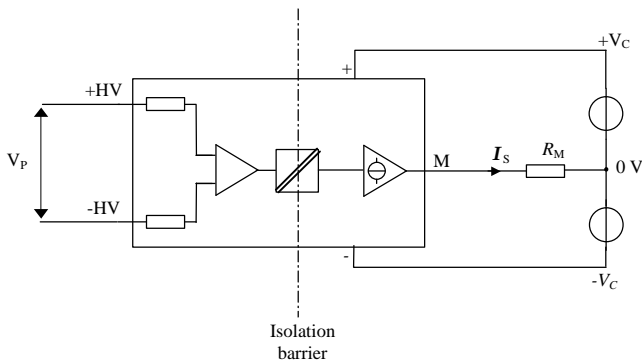 +V_C
+
+HV
V_P
M
I_S
R_M
0 V
-HV
-
-V_C
Isolation
barrier